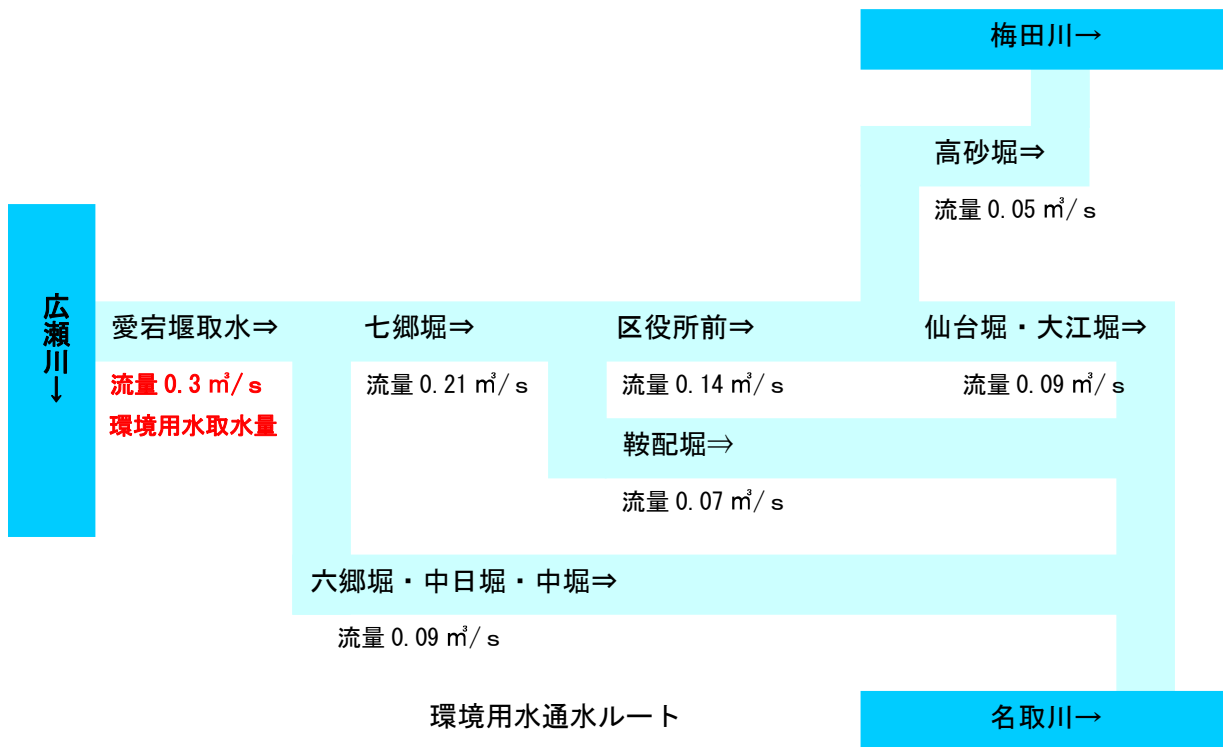 梅田川→
高砂堀⇒
流量 0.05 ㎥/ｓ
広瀬川↓
愛宕堰取水⇒
七郷堀⇒
区役所前⇒
仙台堀・大江堀⇒
流量 0.3 ㎥/ｓ
流量 0.21 ㎥/ｓ
流量 0.14 ㎥/ｓ
流量 0.09 ㎥/ｓ
環境用水取水量
鞍配堀⇒
流量 0.07 ㎥/ｓ
六郷堀・中日堀・中堀⇒
流量 0.09 ㎥/ｓ
環境用水通水ルート
名取川→